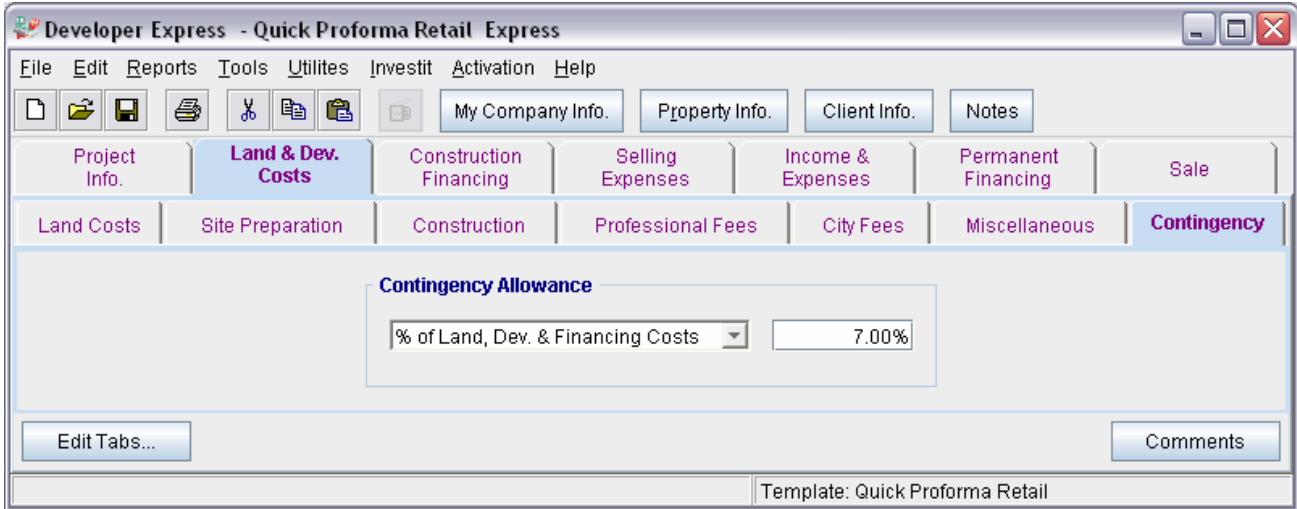 Developer Express - Quick Proforma Retail Express
File Edit Reports Tools Utilites Investit Activation Help
My Company Info. Property Info. Client Info. Notes
Project Info. Land & Dev. Costs Construction Financing Selling Expenses Income & Expenses Permanent Financing Sale
Land Costs Site Preparation Construction Professional Fees City Fees Miscellaneous Contingency
Contingency Allowance
% of Land, Dev. & Financing Costs 7.00%
Edit Tabs... Comments
Template: Quick Proforma Retail